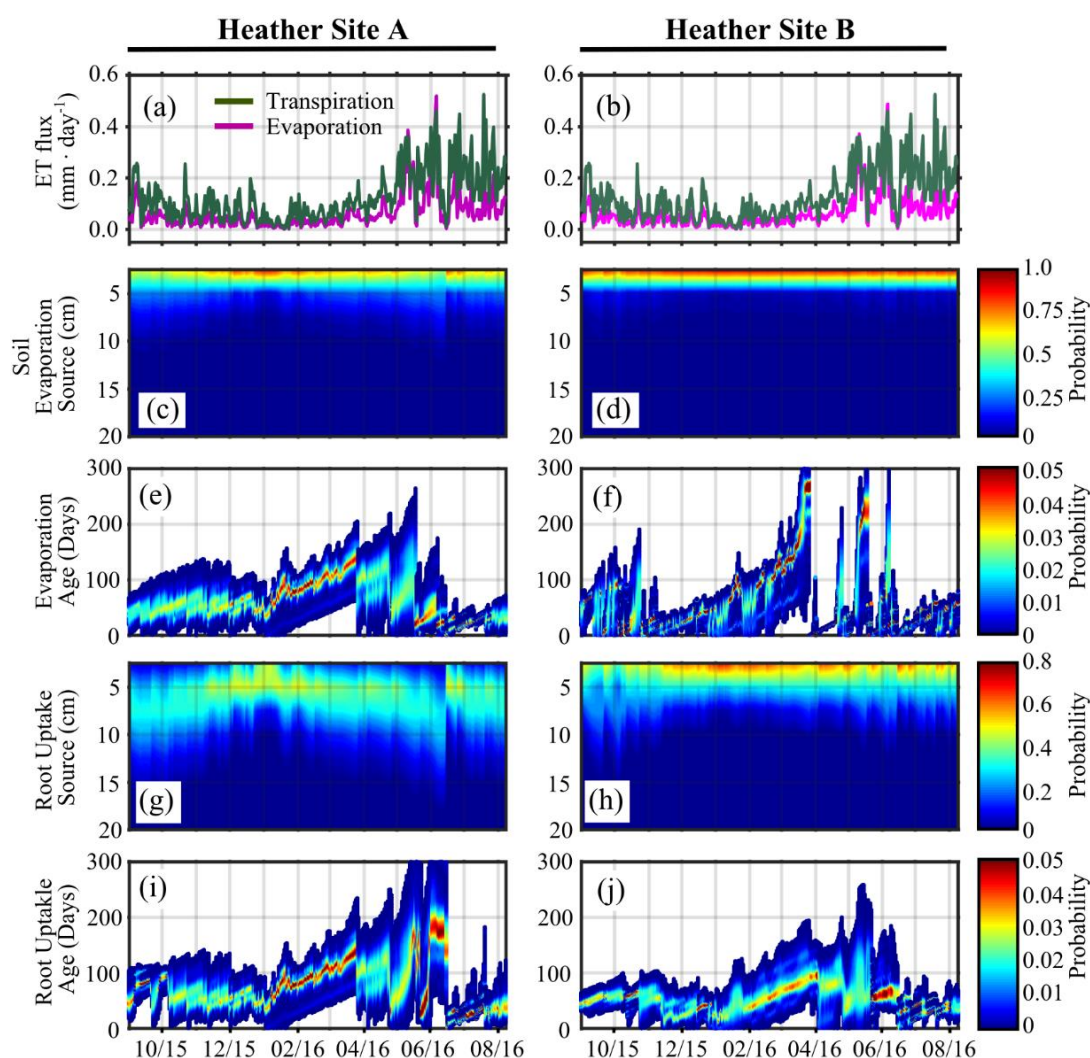 Heather Site A
Heather Site B
0.6
0.4
0.2
0.0
ET flux
(mm · day⁻¹)
(a)
Transpiration
Evaporation
(b)
0.6
0.4
0.2
0.0
5
10
15
20
Soil
Evaporation
Source (cm)
(c)
5
10
15
20
(d)
1.0
0.75
0.5
0.25
0
Probability
300
200
100
0
Evaporation
Age (Days)
(e)
300
200
100
0
(f)
0.05
0.04
0.03
0.02
0.01
0
Probability
5
10
15
20
Root Uptake
Source (cm)
(g)
5
10
15
20
(h)
0.8
0.6
0.4
0.2
0
Probability
300
200
100
0
Root Uptakle
Age (Days)
(i)
10/15 12/15 02/16 04/16 06/16 08/16
300
200
100
0
(j)
10/15 12/15 02/16 04/16 06/16 08/16
0.05
0.04
0.03
0.02
0.01
0
Probability